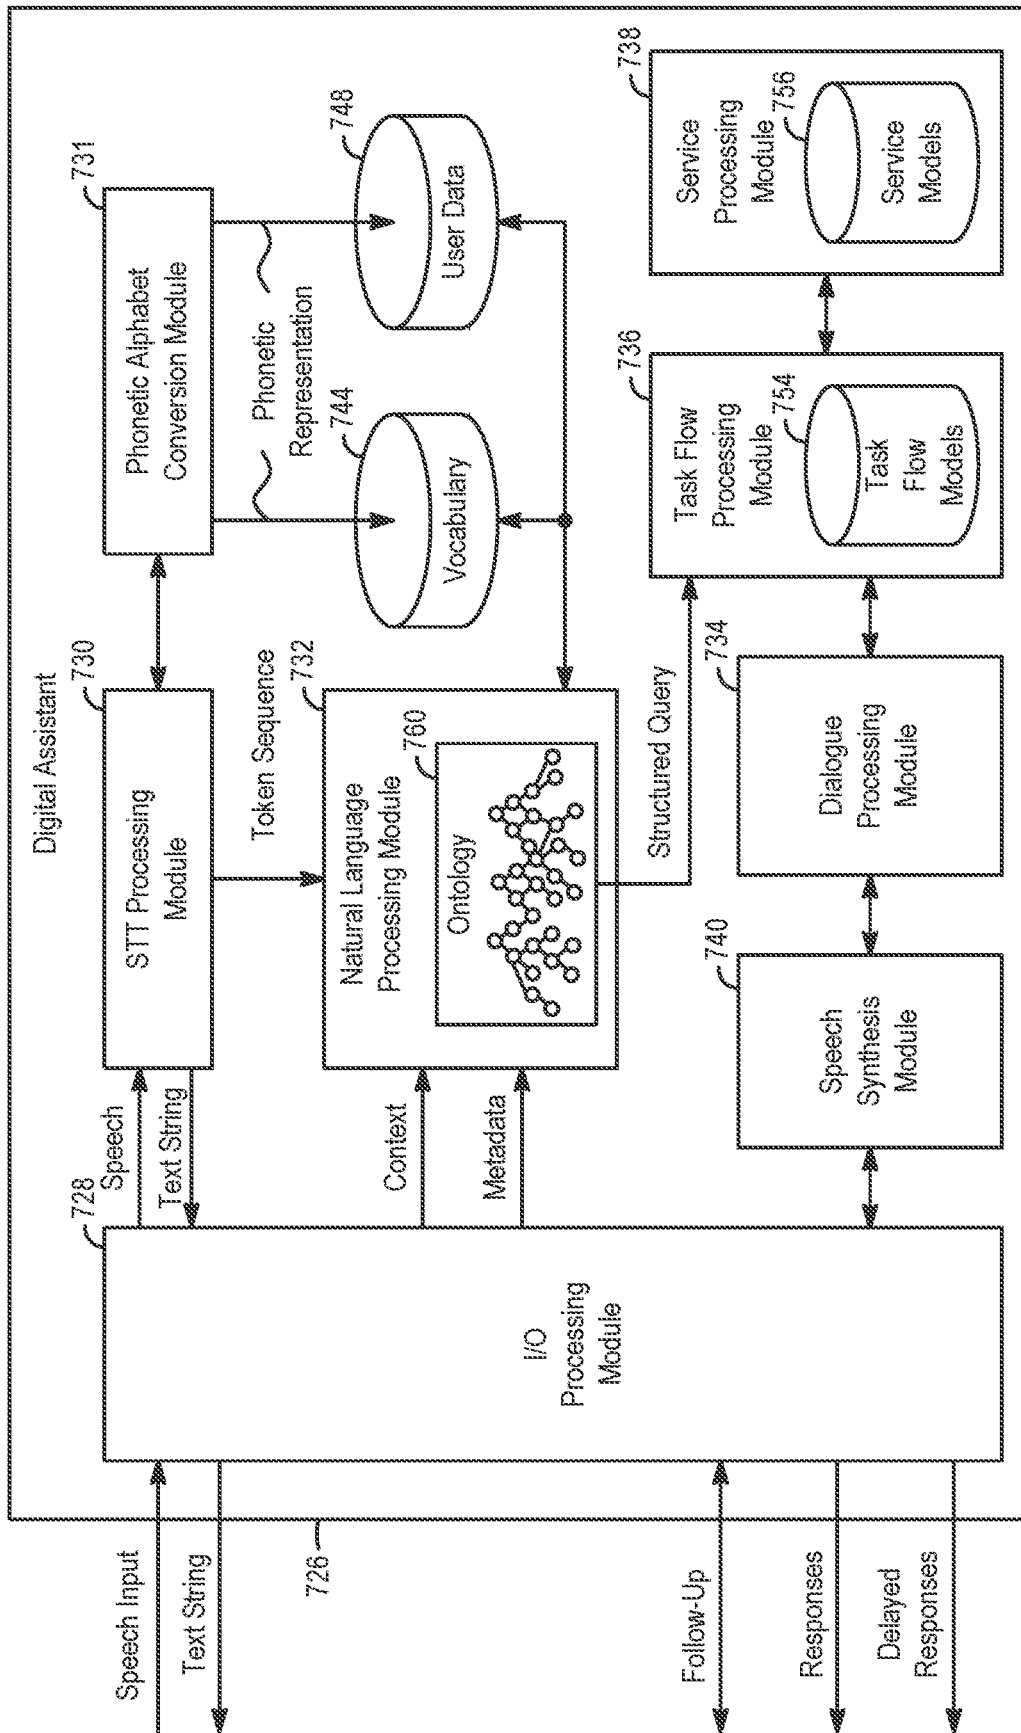 Digital Assistant
Speech Input
Text String
726
Follow-Up
Responses
Delayed
Responses
728
I/O
Processing
Module
Speech
Text String
Context
Metadata
730
STT Processing
Module
Token Sequence
731
Phonetic Alphabet
Conversion Module
Phonetic
Representation
744
Vocabulary
748
User Data
732
Natural Language
Processing Module
760
Ontology
Structured Query
740
Speech
Synthesis
Module
734
Dialogue
Processing
Module
736
Task Flow
Processing
Module
754
Task
Flow
Models
738
Service
Processing
Module
756
Service
Models